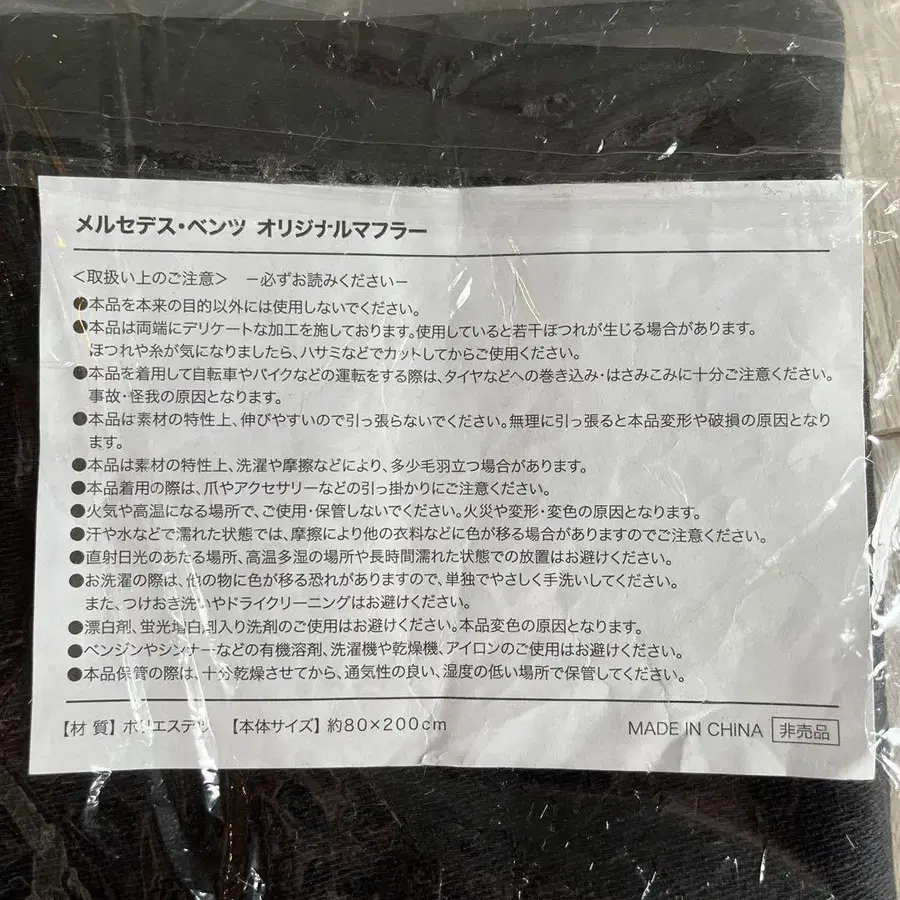 メルセデス・ベンツ オリジナルマフラー
＜取扱い上のご注意＞ －必ずお読みください－
●本品を本来の目的以外には使用しないでください。
●本品は両端にデリケートな加工を施しております。使用していると若干ほつれが生じる場合があります。
ほつれや糸が気になりましたら、ハサミなどでカットしてからご使用ください。
●本品を着用して自転車やバイクなどの運転をする際は、タイヤなどへの巻き込み・はさみこみに十分ご注意ください。
事故・怪我の原因となります。
●本品は素材の特性上、伸びやすいので引っ張らないでください。無理に引っ張ると本品変形や破損の原因となり
ます。
●本品は素材の特性上、洗濯や摩擦などにより、多少毛羽立つ場合があります。
●本品着用の際は、爪やアクセサリーなどの引っ掛かりにご注意ください。
●火気や高温になる場所で、ご使用・保管しないでください。火災や変形・変色の原因となります。
●汗や水などで濡れた状態では、摩擦により他の衣料などに色が移る場合がありますのでご注意ください。
●直射日光のあたる場所、高温多湿の場所や長時間濡れた状態での放置はお避けください。
●お洗濯の際は、他の物に色が移る恐れがありますので、単独でやさしく手洗いしてください。
また、つけおき洗いやドライクリーニングはお避けください。
●漂白剤、蛍光増白剤入り洗剤のご使用はお避けください。本品変色の原因となります。
●ベンジンやシンナーなどの有機溶剤、洗濯機や乾燥機、アイロンのご使用はお避けください。
●本品保管の際は、十分乾燥させてから、通気性の良い、湿度の低い場所で保管してください。
【材 質】ポリエステル 【本体サイズ】約80×200cm MADE IN CHINA 非売品